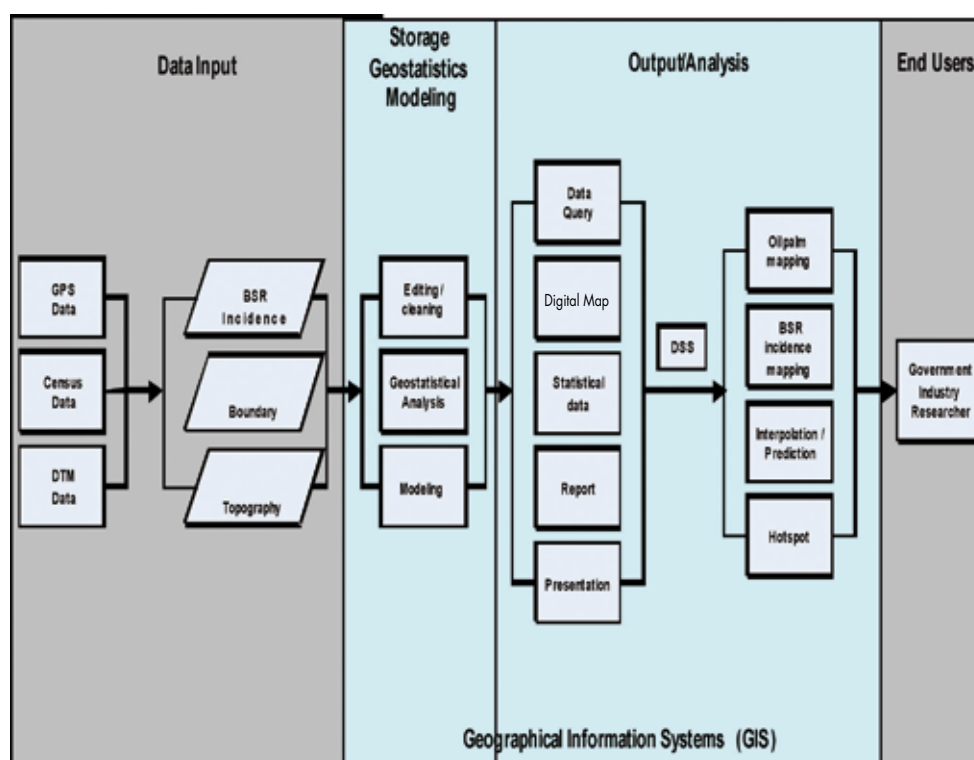 Data Input
Storage
Geostatistics
Modeling
Output/Analysis
End Users
GPS
Data
Census
Data
DTM
Data
BSR
Incidence
Boundary
Topography
Editing/
cleaning
Geostatistical
Analysis
Modeling
Data
Query
Digital Map
Statistical
data
Report
Presentation
DSS
Oilpalm
mapping
BSR
incidence
mapping
Interpolation /
Prediction
Hotspot
Government
Industry
Researcher
Geographical Information Systems (GIS)